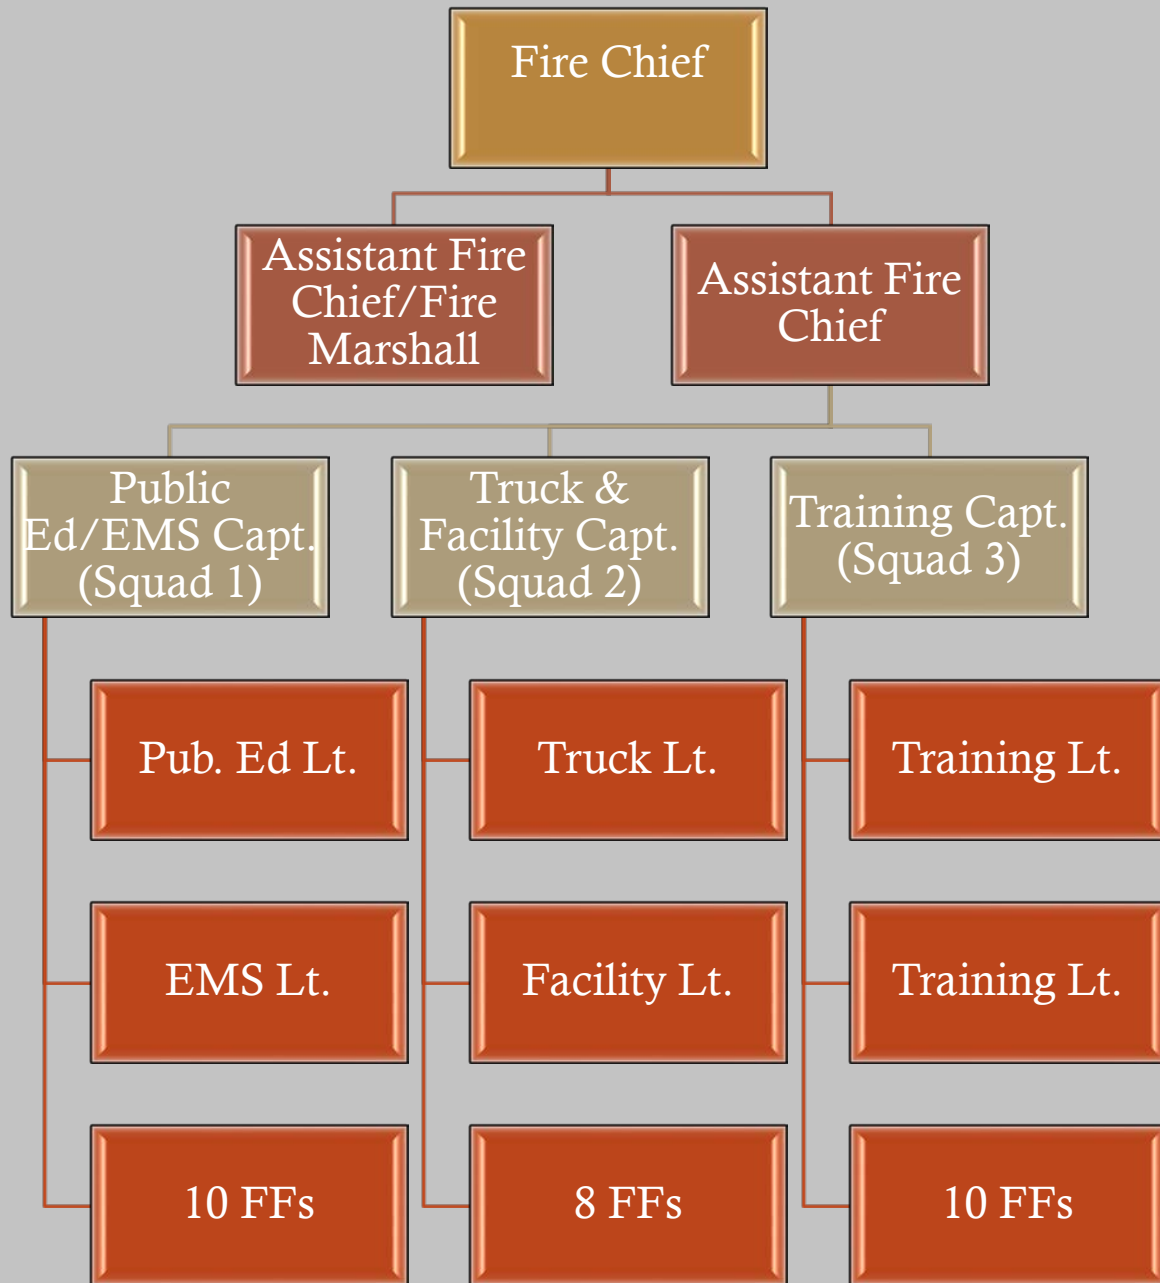 Fire Chief
Assistant Fire
Chief/Fire
Marshall
Assistant Fire
Chief
Public
Ed/EMS Capt.
(Squad 1)
Truck &
Facility Capt.
(Squad 2)
Training Capt.
(Squad 3)
Pub. Ed Lt.
Truck Lt.
Training Lt.
EMS Lt.
Facility Lt.
Training Lt.
10 FFs
8 FFs
10 FFs